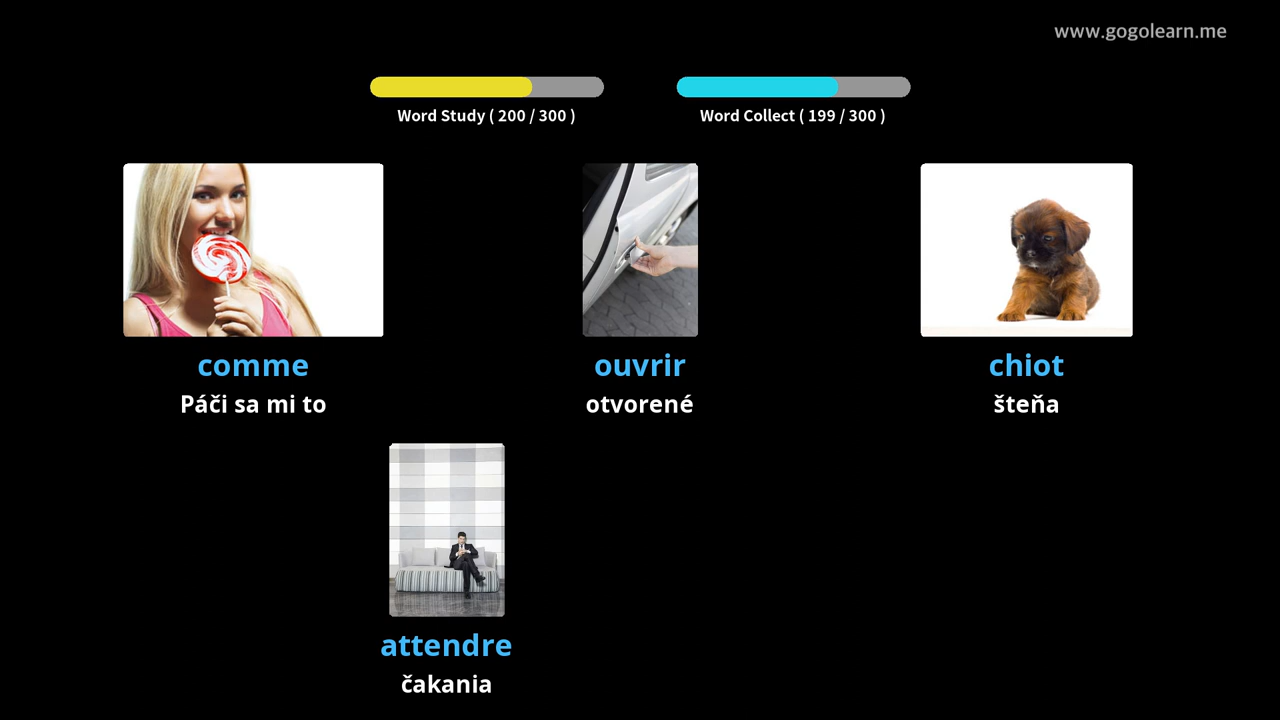 www.gogolearn.me
Word Study ( 200 / 300 )
Word Collect ( 199 / 300 )
comme
Páči sa mi to
ouvrir
otvorené
chiot
šteňa
attendre
čakania